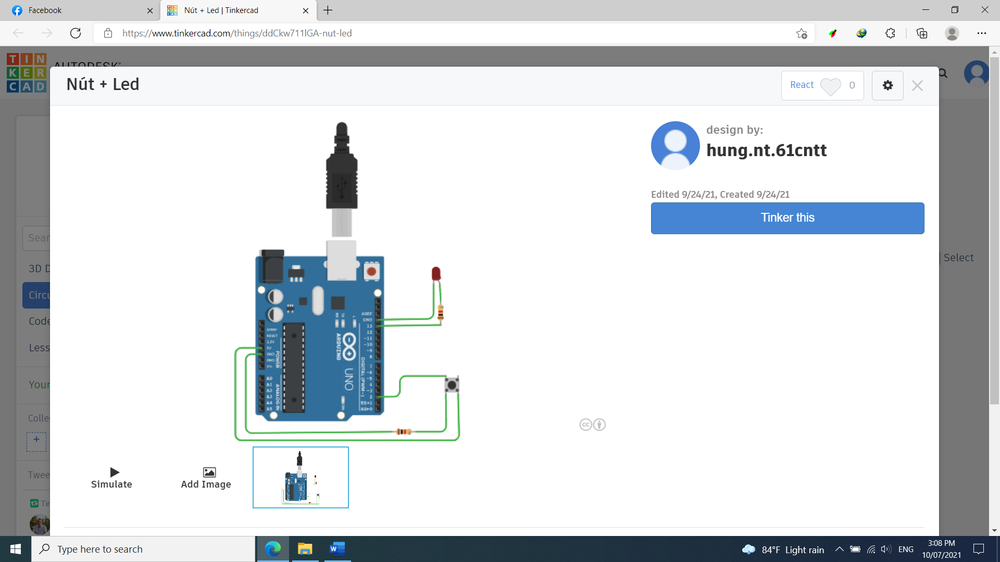 Facebook
Nút + Led | Tinkercad
https://www.tinkercad.com/things/ddCkw711lGA-nut-led
TIN
KER
CAD
AUTODESK
Nút + Led
React 0
design by:
hung.nt.61cntt
Edited 9/24/21, Created 9/24/21
Tinker this
Sear
3D D
Circu
Code
Less
Your
Colle
+
Twee
Tin
Select
AREF
GND
13
12
~11
~10
~9
8
7
~6
~5
4
~3
2
TX→1
RX←0
DIGITAL (PWM~)
IOREF
RESET
3.3V
5V
GND
GND
Vin
POWER
A0
A1
A2
A3
A4
A5
ANALOG IN
RX
TX
L
ON
ARDUINO
UNO
cc
Simulate
Add Image
Type here to search
84°F Light rain
ENG
3:08 PM
10/07/2021